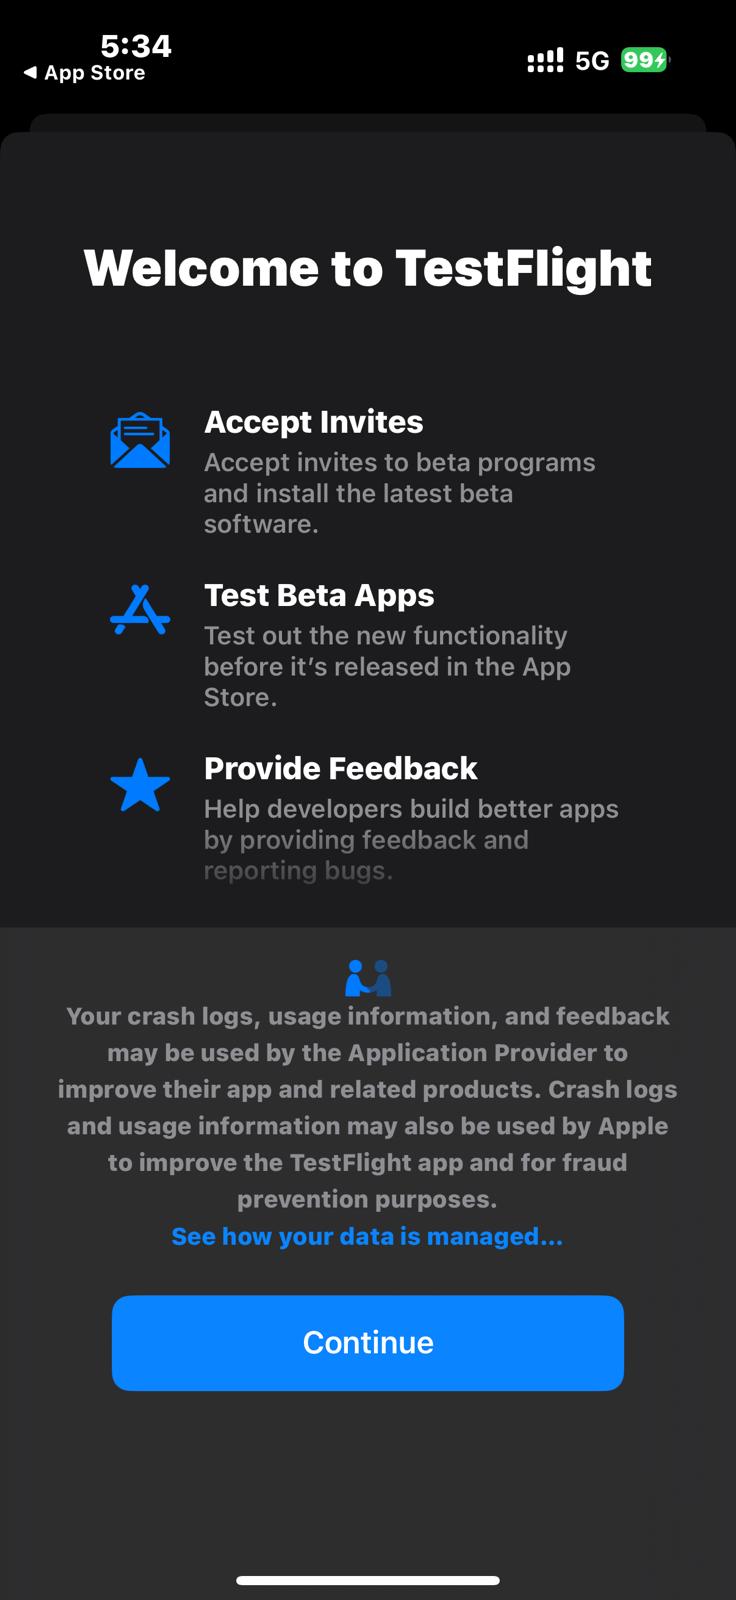 5:34
App Store
5G
99
Welcome to TestFlight
Accept Invites
Accept invites to beta programs
and install the latest beta
software.
Test Beta Apps
Test out the new functionality
before it’s released in the App
Store.
Provide Feedback
Help developers build better apps
by providing feedback and
reporting bugs.
Your crash logs, usage information, and feedback
may be used by the Application Provider to
improve their app and related products. Crash logs
and usage information may also be used by Apple
to improve the TestFlight app and for fraud
prevention purposes.
See how your data is managed...
Continue